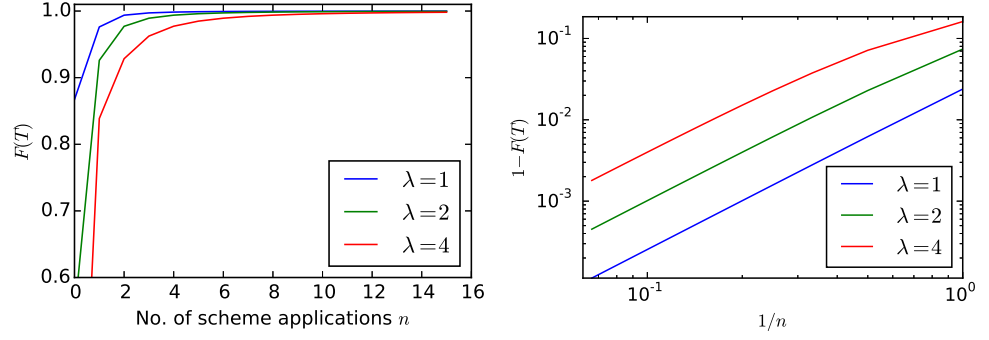 1.0
0.9
0.8
0.7
0.6
F(T)
0 2 4 6 8 10 12 14 16
No. of scheme applications n
λ=1
λ=2
λ=4
10⁻¹
10⁻²
10⁻³
1−F(T)
10⁻¹ 10⁰
1/n
λ=1
λ=2
λ=4